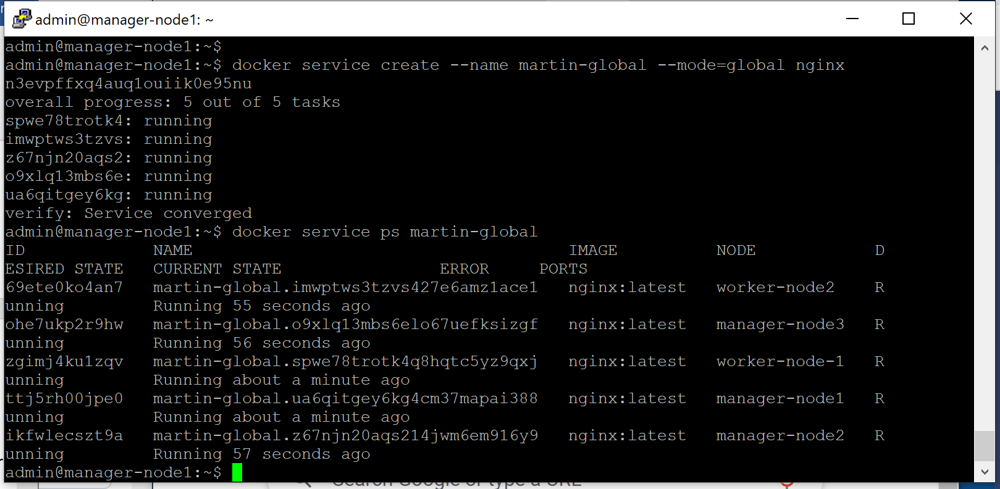 admin@manager-node1: ~
admin@manager-node1:~$
admin@manager-node1:~$ docker service create --name martin-global --mode=global nginx
n3evpffxq4auq1ouiik0e95nu
overall progress: 5 out of 5 tasks
spwe78trotk4: running
imwptws3tzvs: running
z67njn20aqs2: running
o9xlq13mbs6e: running
ua6qitgey6kg: running
verify: Service converged
admin@manager-node1:~$ docker service ps martin-global
ID NAME IMAGE NODE D
ESIRED STATE CURRENT STATE ERROR PORTS
69ete0ko4an7 martin-global.imwptws3tzvs427e6amz1ace1 nginx:latest worker-node2 R
unning Running 55 seconds ago
ohe7ukp2r9hw martin-global.o9xlq13mbs6elo67uefksizgf nginx:latest manager-node3 R
unning Running 56 seconds ago
zgimj4ku1zqv martin-global.spwe78trotk4q8hqtc5yz9qxj nginx:latest worker-node-1 R
unning Running about a minute ago
ttj5rh00jpe0 martin-global.ua6qitgey6kg4cm37mapai388 nginx:latest manager-node1 R
unning Running about a minute ago
ikfwlecszt9a martin-global.z67njn20aqs214jwm6em916y9 nginx:latest manager-node2 R
unning Running 57 seconds ago
admin@manager-node1:~$
Search Google or type a URL